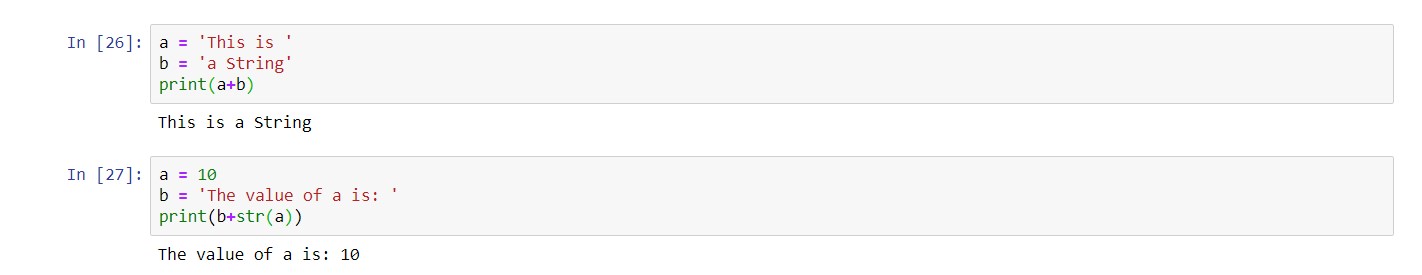 In [26]: a = 'This is '
b = 'a String'
print(a+b)
This is a String
In [27]: a = 10
b = 'The value of a is: '
print(b+str(a))
The value of a is: 10